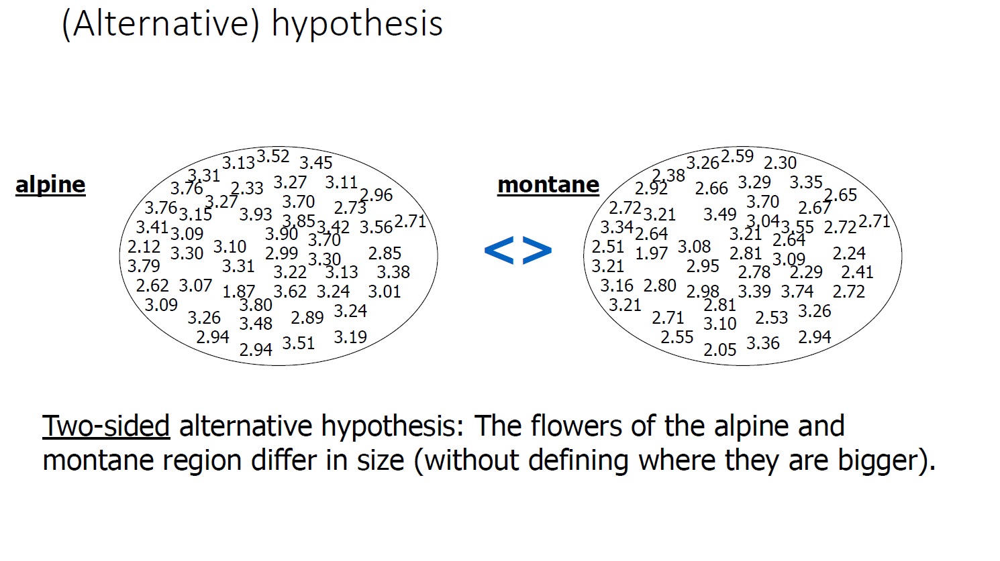 (Alternative) hypothesis
alpine
3.13 3.52 3.45
3.31
3.76 2.33 3.27 3.11
2.96
3.76 3.27 3.70 2.73
3.15 3.93
3.41 3.85 3.42 3.56 2.71
3.09 3.90 3.70
2.12 3.30 3.10 2.99 2.85
3.79 3.31 3.30
3.22 3.13 3.38
2.62 3.07 1.87 3.62 3.24 3.01
3.09 3.80
3.26 3.48 2.89 3.24
2.94 2.94 3.51 3.19
<>
montane
3.26 2.59 2.30
2.38
2.92 2.66 3.29 3.35
2.65
2.72 3.70 2.67
3.21 3.49
3.34 3.04 3.55 2.72 2.71
2.64 3.21 2.64
2.51 1.97 3.08 2.81 2.24
3.21 2.95 3.09
2.78 2.29 2.41
3.16 2.80 2.98 3.39 3.74 2.72
3.21 2.81
2.71 3.10 2.53 3.26
2.55 2.05 3.36 2.94
Two-sided alternative hypothesis: The flowers of the alpine and
montane region differ in size (without defining where they are bigger).